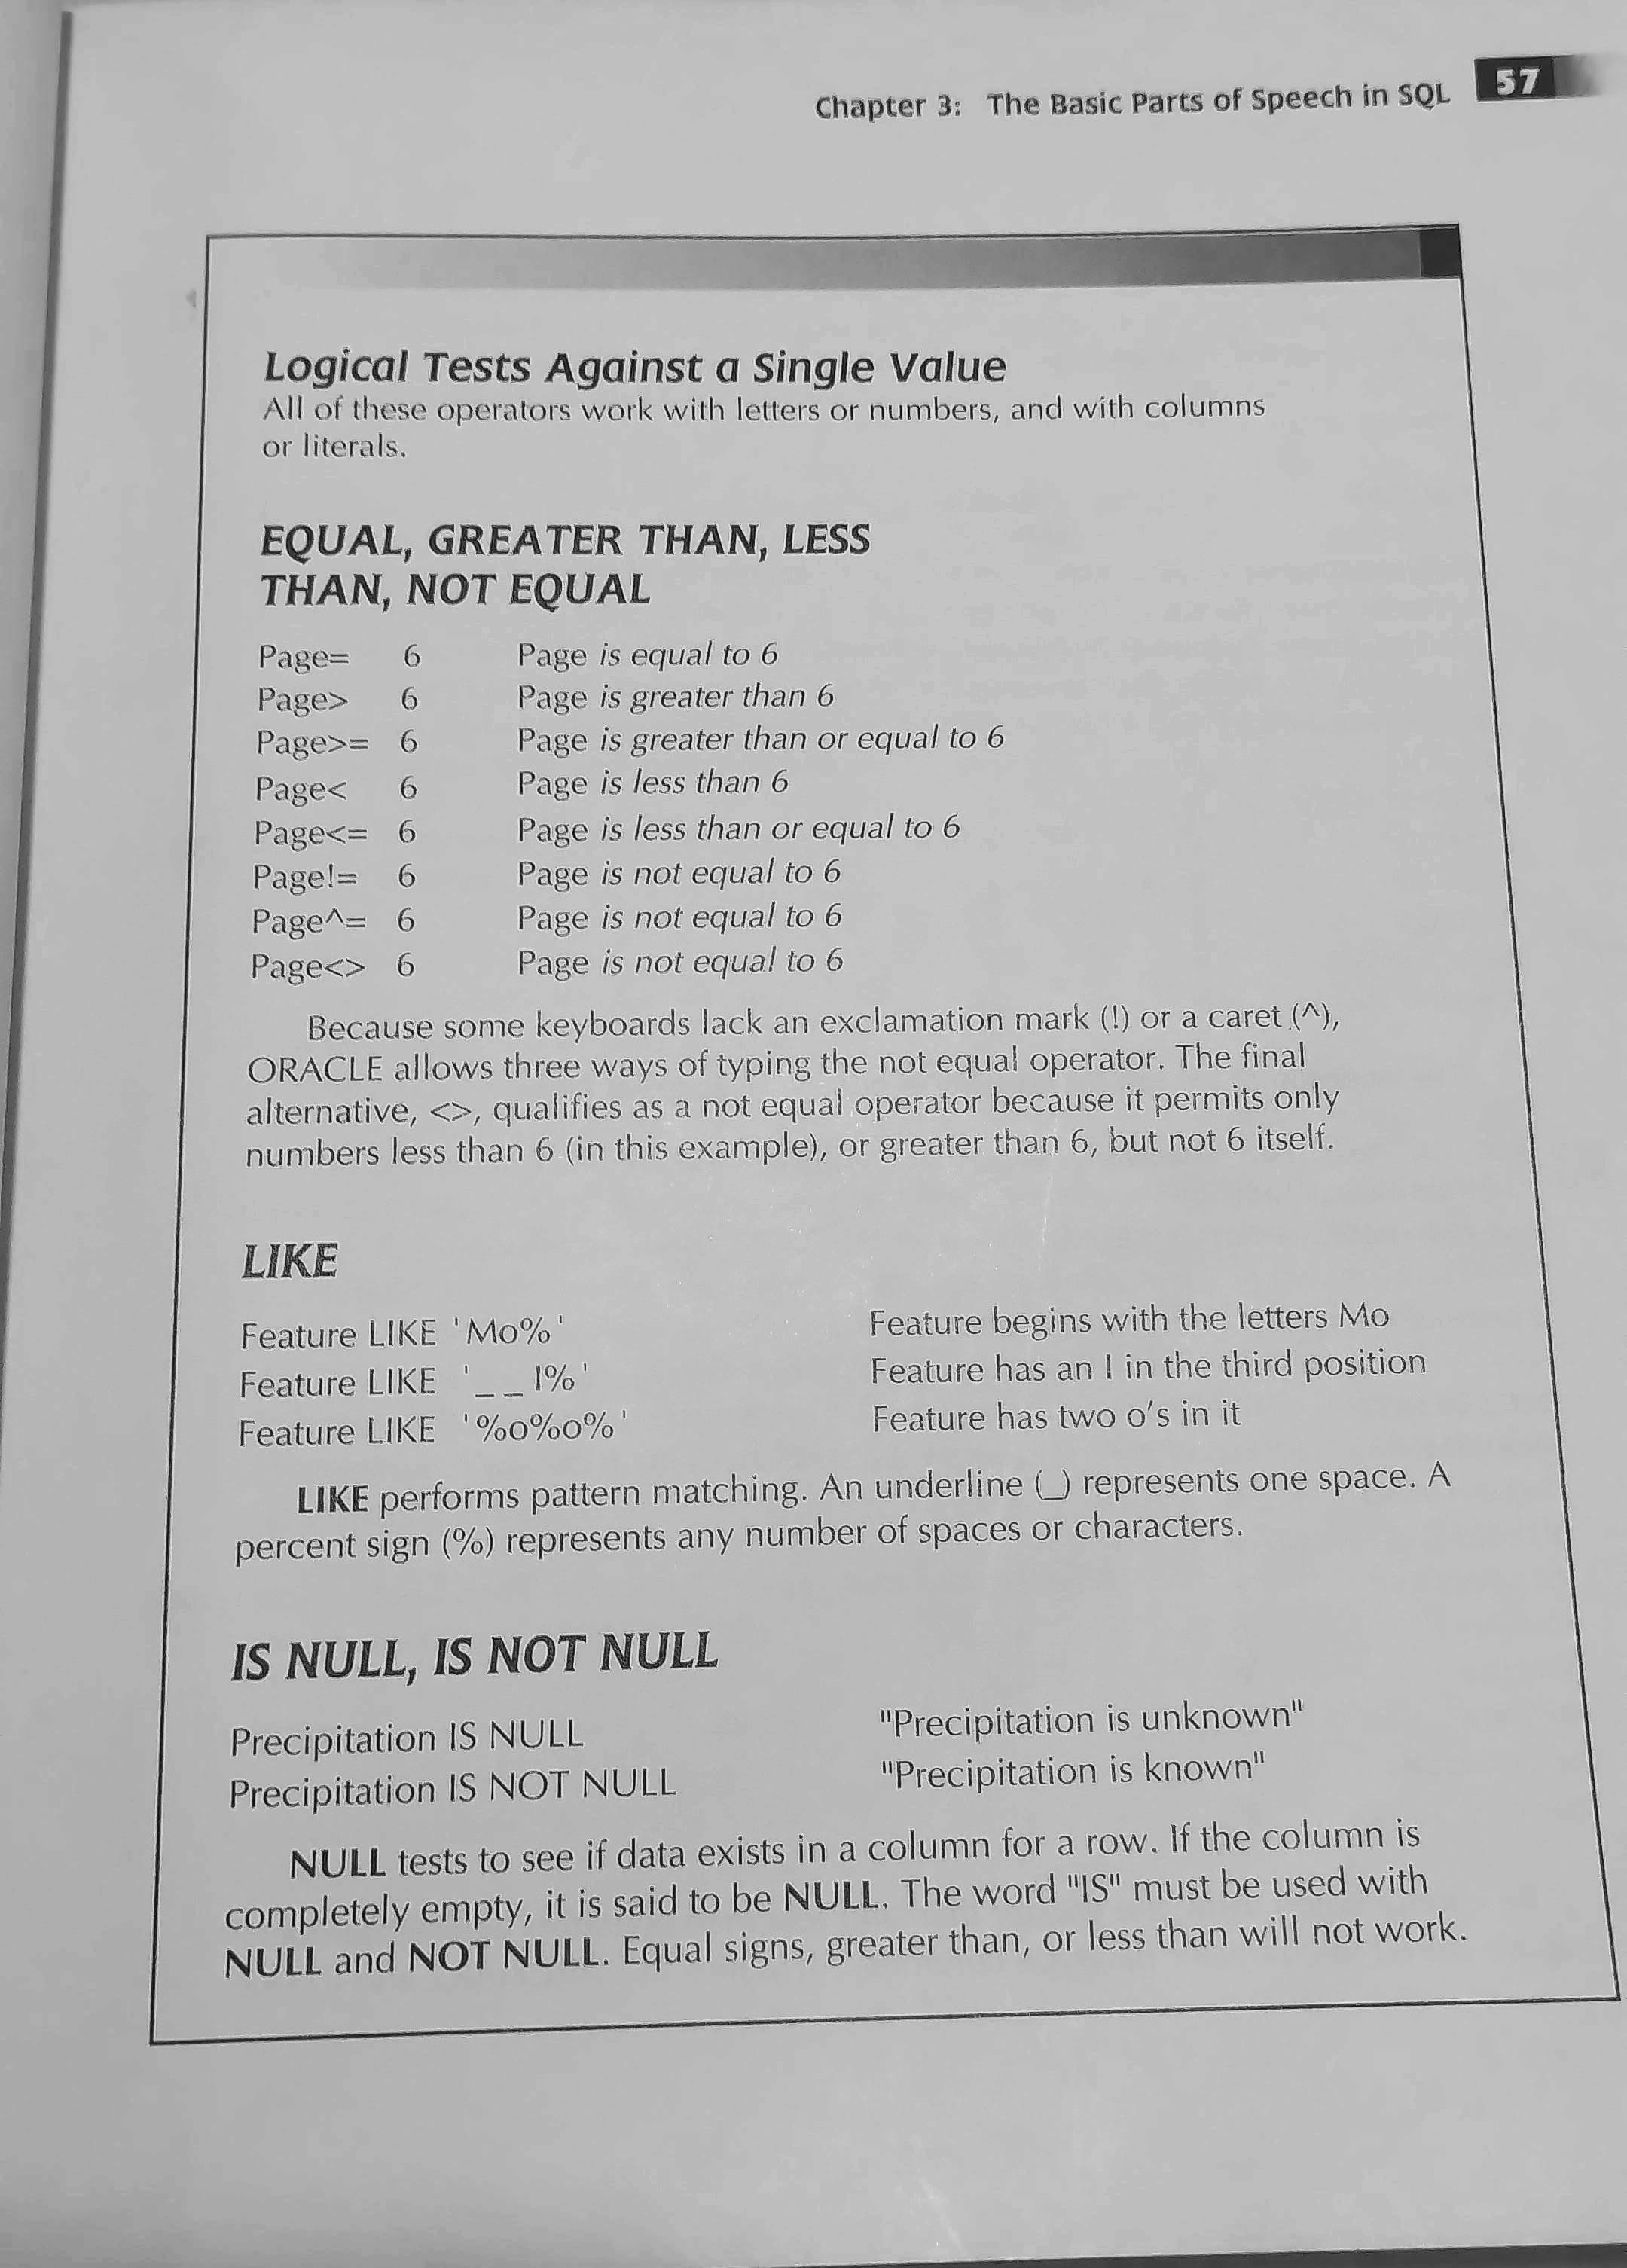 Chapter 3: The Basic Parts of Speech in SQL 57
Logical Tests Against a Single Value
All of these operators work with letters or numbers, and with columns
or literals.
EQUAL, GREATER THAN, LESS
THAN, NOT EQUAL
Page= 6 Page is equal to 6
Page> 6 Page is greater than 6
Page>= 6 Page is greater than or equal to 6
Page< 6 Page is less than 6
Page<= 6 Page is less than or equal to 6
Page!= 6 Page is not equal to 6
Page^= 6 Page is not equal to 6
Page<> 6 Page is not equal to 6
Because some keyboards lack an exclamation mark (!) or a caret (^),
ORACLE allows three ways of typing the not equal operator. The final
alternative, <>, qualifies as a not equal operator because it permits only
numbers less than 6 (in this example), or greater than 6, but not 6 itself.
LIKE
Feature LIKE 'Mo%' Feature begins with the letters Mo
Feature LIKE '_ _ I%' Feature has an I in the third position
Feature LIKE '%o%o%' Feature has two o's in it
LIKE performs pattern matching. An underline (_) represents one space. A
percent sign (%) represents any number of spaces or characters.
IS NULL, IS NOT NULL
Precipitation IS NULL "Precipitation is unknown"
Precipitation IS NOT NULL "Precipitation is known"
NULL tests to see if data exists in a column for a row. If the column is
completely empty, it is said to be NULL. The word "IS" must be used with
NULL and NOT NULL. Equal signs, greater than, or less than will not work.